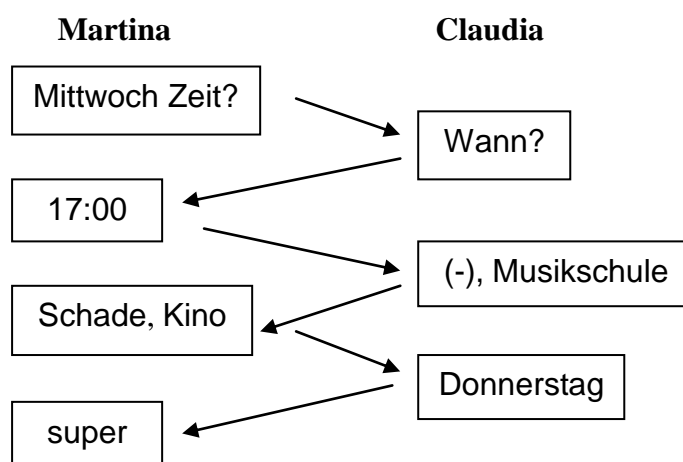 Martina Claudia
Mittwoch Zeit?
Wann?
17:00
(-), Musikschule
Schade, Kino
Donnerstag
super